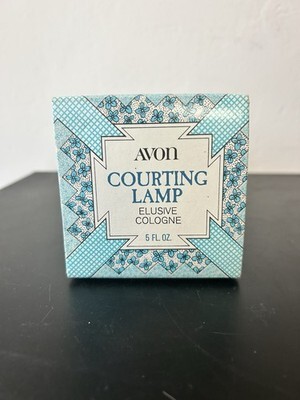 AVON
COURTING
LAMP
ELUSIVE
COLOGNE
5 FL. OZ.